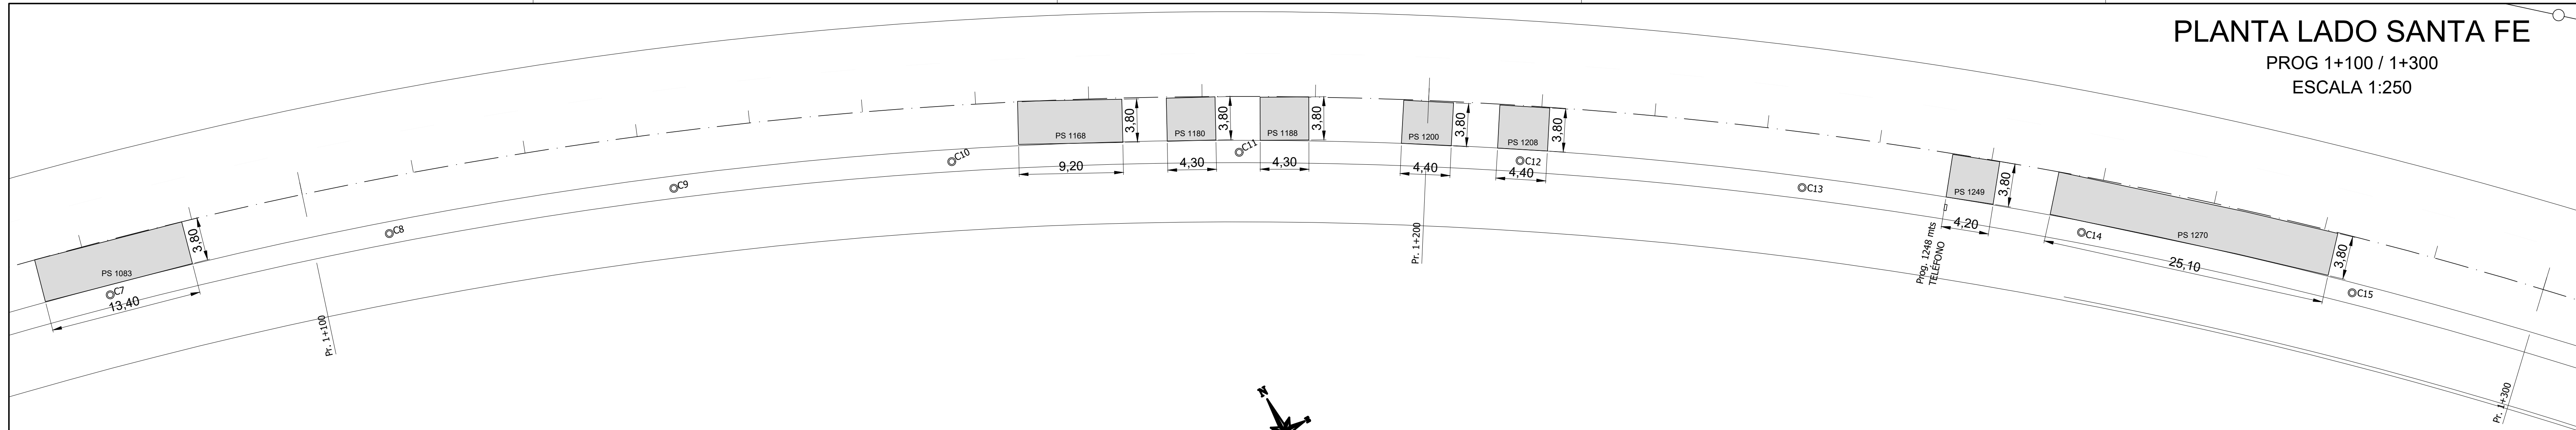 PLANTA LADO SANTA FE
PROG 1+100 / 1+300
ESCALA 1:250
PS 1083
3,80
13,40
C7
C8
Pr. 1+100
C9
C10
PS 1168
3,80
9,20
PS 1180
3,80
4,30
C11
PS 1188
3,80
4,30
PS 1200
3,80
4,40
Pr. 1+200
PS 1208
3,80
4,40
C12
C13
PS 1249
3,80
4,20
Prog. 1248 mts
TELÉFONO
PS 1270
3,80
25,10
C14
C15
Pr. 1+300
N